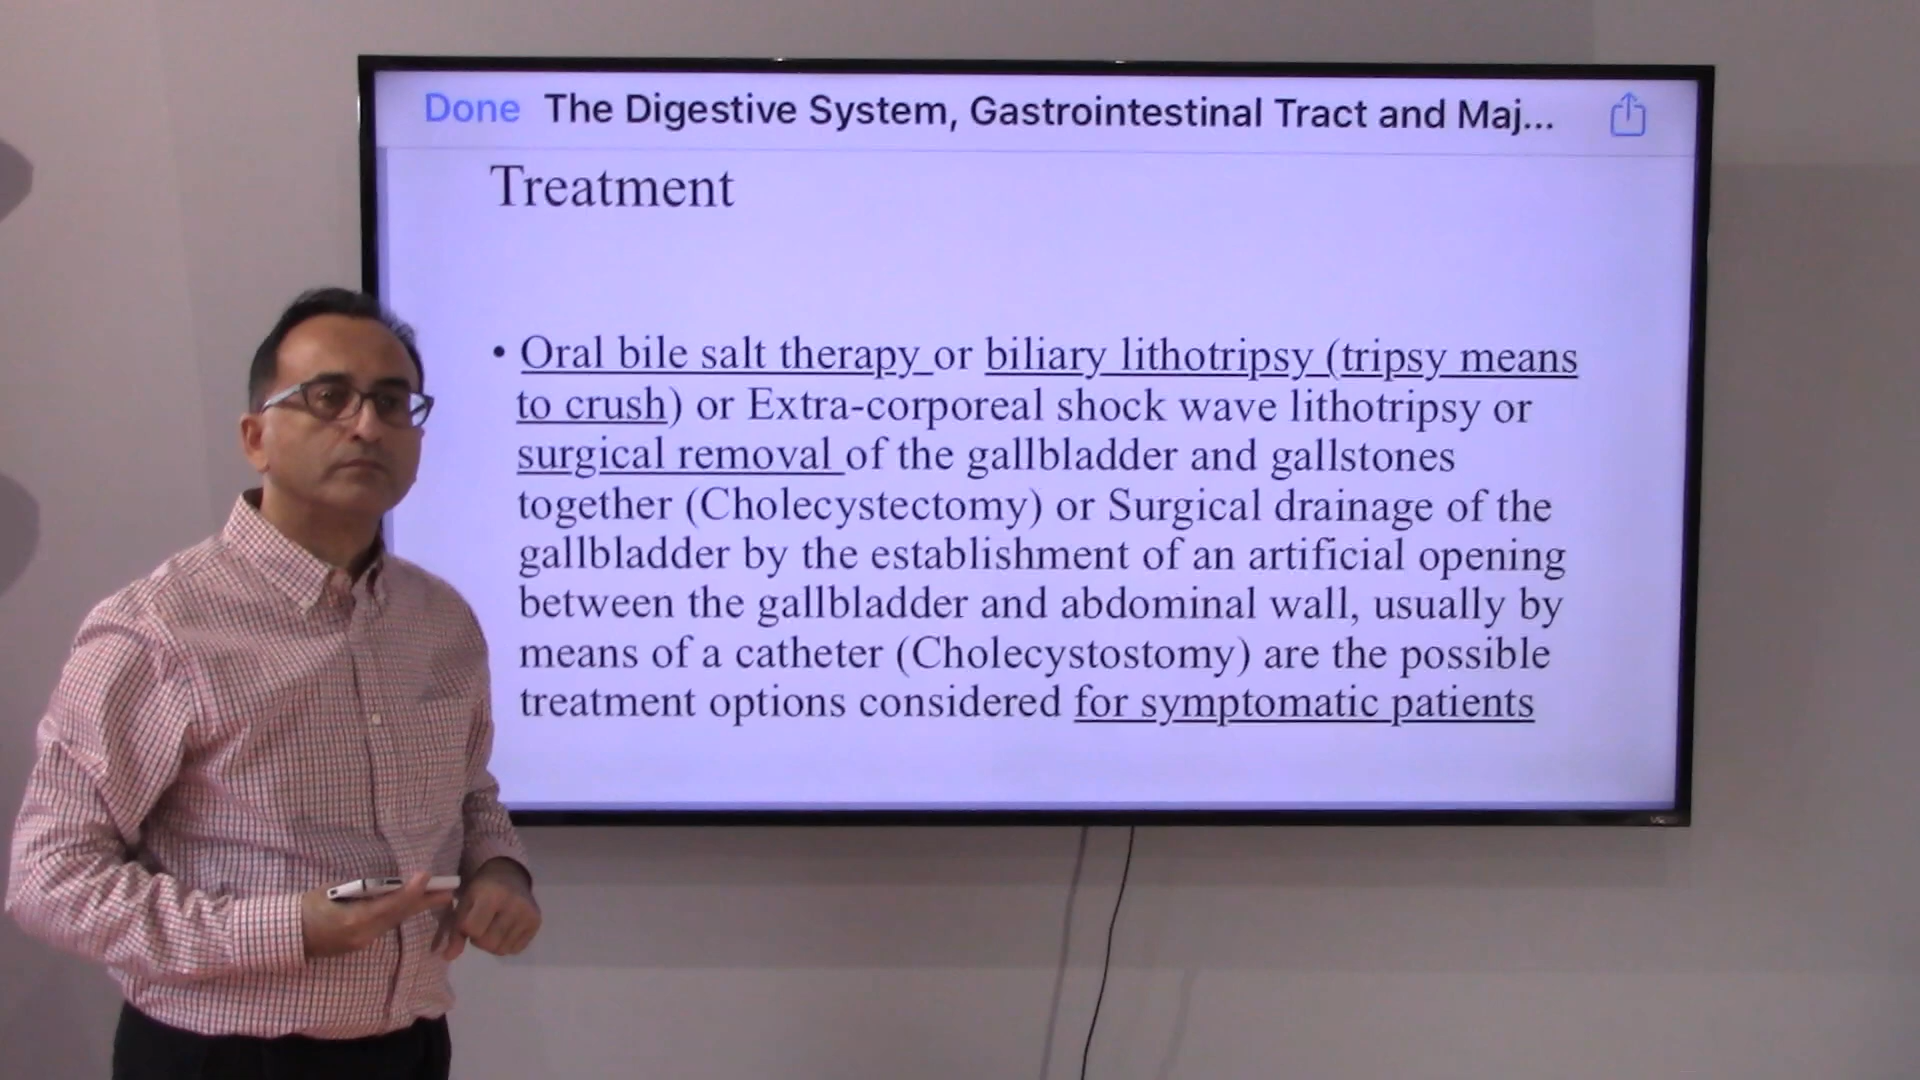 Done The Digestive System, Gastrointestinal Tract and Maj...
Treatment
• Oral bile salt therapy or biliary lithotripsy (tripsy means
to crush) or Extra-corporeal shock wave lithotripsy or
surgical removal of the gallbladder and gallstones
together (Cholecystectomy) or Surgical drainage of the
gallbladder by the establishment of an artificial opening
between the gallbladder and abdominal wall, usually by
means of a catheter (Cholecystostomy) are the possible
treatment options considered for symptomatic patients